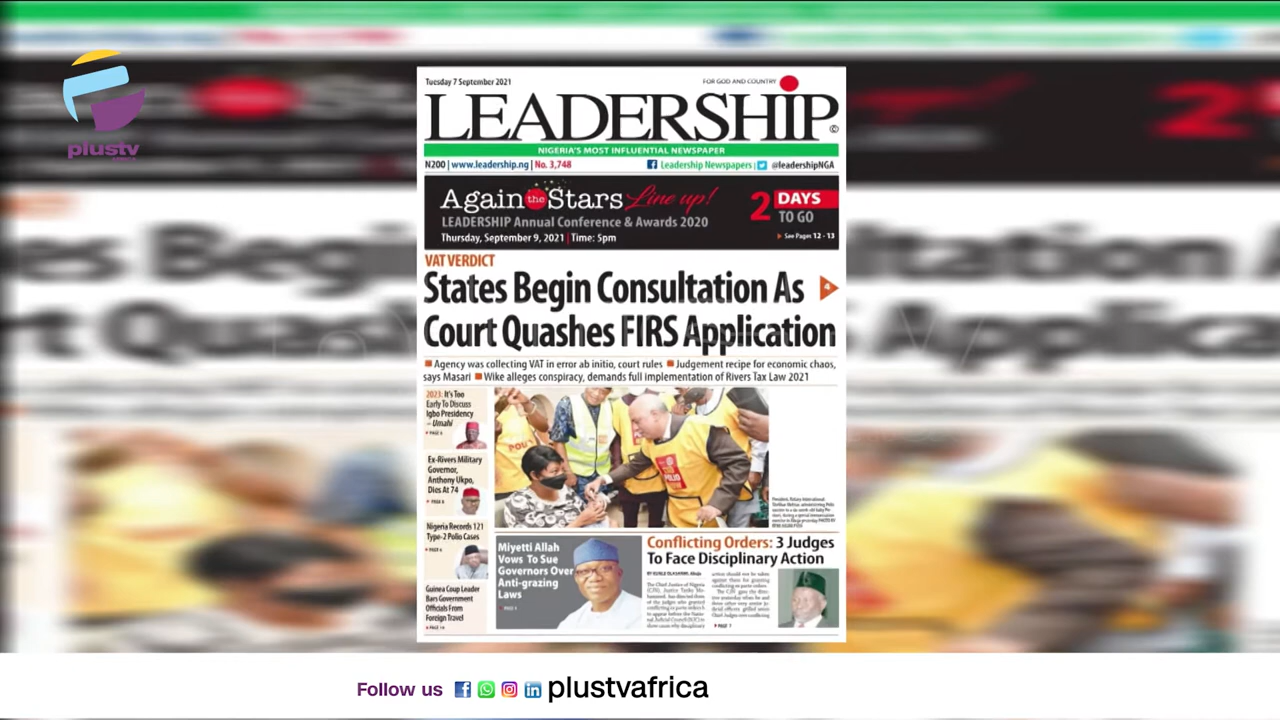 plustv
AFRICA
Tuesday 7 September 2021
FOR GOD AND COUNTRY
LEADERSHIP
NIGERIA'S MOST INFLUENTIAL NEWSPAPER
N200 | www.leadership.ng | No. 3,748
Leadership Newspapers | @leadershipNGA
Again the Stars Line up!
LEADERSHIP Annual Conference & Awards 2020
Thursday, September 9, 2021 | Time: 5pm
2 DAYS
TO GO
See Pages 12 - 13
VAT VERDICT
States Begin Consultation As
Court Quashes FIRS Application
4
Agency was collecting VAT in error ab initio, court rules Judgement recipe for economic chaos,
says Masari Wike alleges conspiracy, demands full implementation of Rivers Tax Law 2021
2023: It's Too
Early To Discuss
Igbo Presidency
– Umahi
Ex-Rivers Military
Governor,
Anthony Ukpo,
Dies At 74
Nigeria Records 121
Type-2 Polio Cases
Guinea Coup Leader
Bars Government
Officials From
Foreign Travel
Miyetti Allah
Vows To Sue
Governors Over
Anti-grazing
Laws
Conflicting Orders: 3 Judges
To Face Disciplinary Action
Follow us plustvafrica